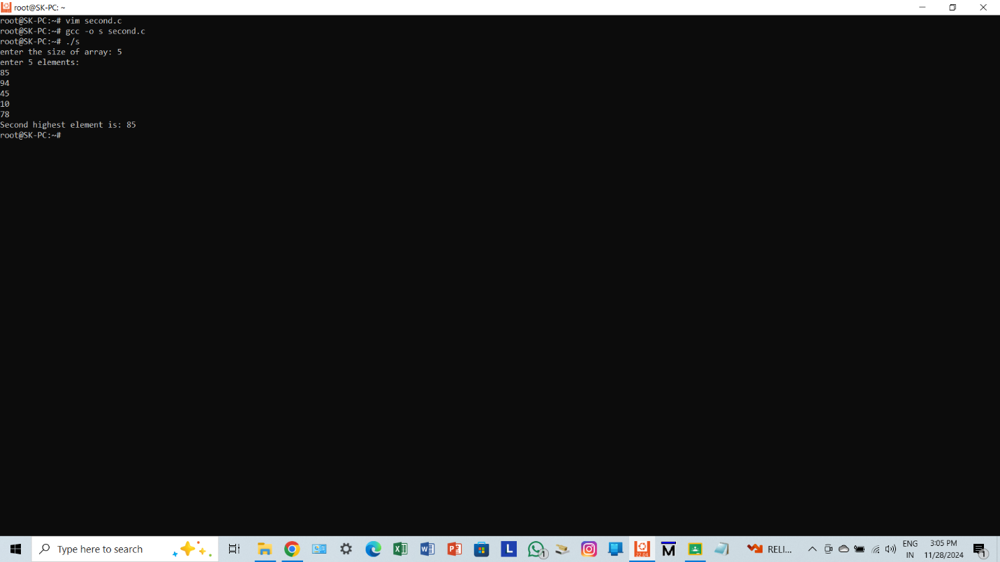 root@SK-PC: ~
root@SK-PC:~# vim second.c
root@SK-PC:~# gcc -o s second.c
root@SK-PC:~# ./s
enter the size of array: 5
enter 5 elements:
85
94
45
10
78
Second highest element is: 85
root@SK-PC:~#
Type here to search
22.04
RELI...
ENG
IN
3:05 PM
11/28/2024
1